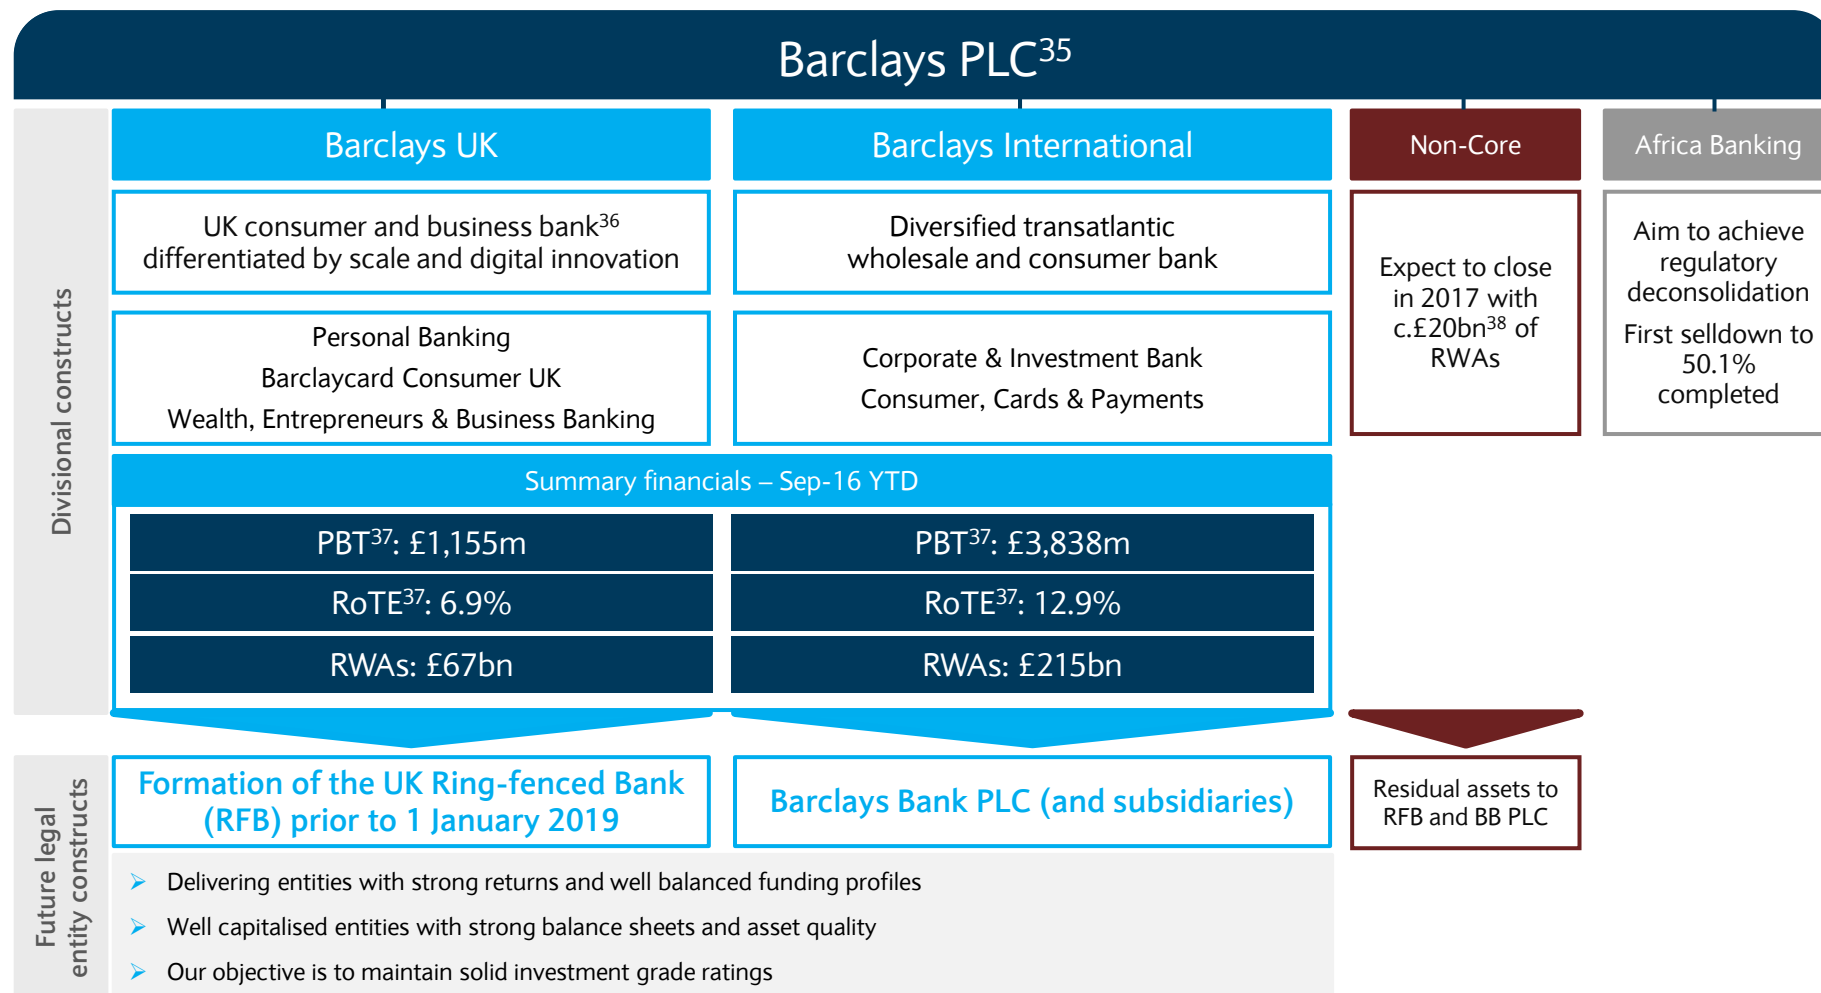 Barclays PLC35
Divisional constructs
Barclays UK
UK consumer and business bank36
differentiated by scale and digital innovation
Personal Banking
Barclaycard Consumer UK
Wealth, Entrepreneurs & Business Banking
Barclays International
Diversified transatlantic
wholesale and consumer bank
Corporate & Investment Bank
Consumer, Cards & Payments
Non-Core
Expect to close
in 2017 with
c.£20bn38 of
RWAs
Africa Banking
Aim to achieve
regulatory
deconsolidation
First selldown to
50.1%
completed
Summary financials – Sep-16 YTD
PBT37: £1,155m
RoTE37: 6.9%
RWAs: £67bn
PBT37: £3,838m
RoTE37: 12.9%
RWAs: £215bn
Future legal
entity constructs
Formation of the UK Ring-fenced Bank
(RFB) prior to 1 January 2019
Barclays Bank PLC (and subsidiaries)
Residual assets to
RFB and BB PLC
➢ Delivering entities with strong returns and well balanced funding profiles
➢ Well capitalised entities with strong balance sheets and asset quality
➢ Our objective is to maintain solid investment grade ratings